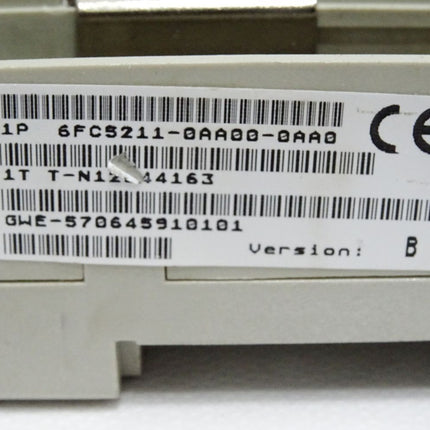 1P 6FC5211-0AA00-0AA0
CE
1T
GWE-570645910101
Version: B